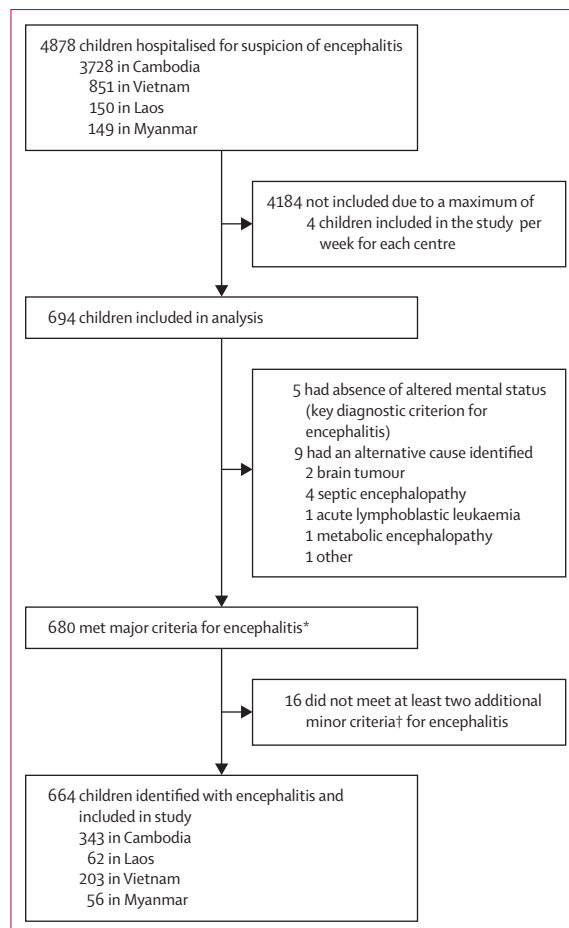 4878 children hospitalised for suspicion of encephalitis
3728 in Cambodia
851 in Vietnam
150 in Laos
149 in Myanmar
4184 not included due to a maximum of
4 children included in the study per
week for each centre
694 children included in analysis
5 had absence of altered mental status
(key diagnostic criterion for
encephalitis)
9 had an alternative cause identified
2 brain tumour
4 septic encephalopathy
1 acute lymphoblastic leukaemia
1 metabolic encephalopathy
1 other
680 met major criteria for encephalitis*
16 did not meet at least two additional
minor criteria† for encephalitis
664 children identified with encephalitis and
included in study
343 in Cambodia
62 in Laos
203 in Vietnam
56 in Myanmar